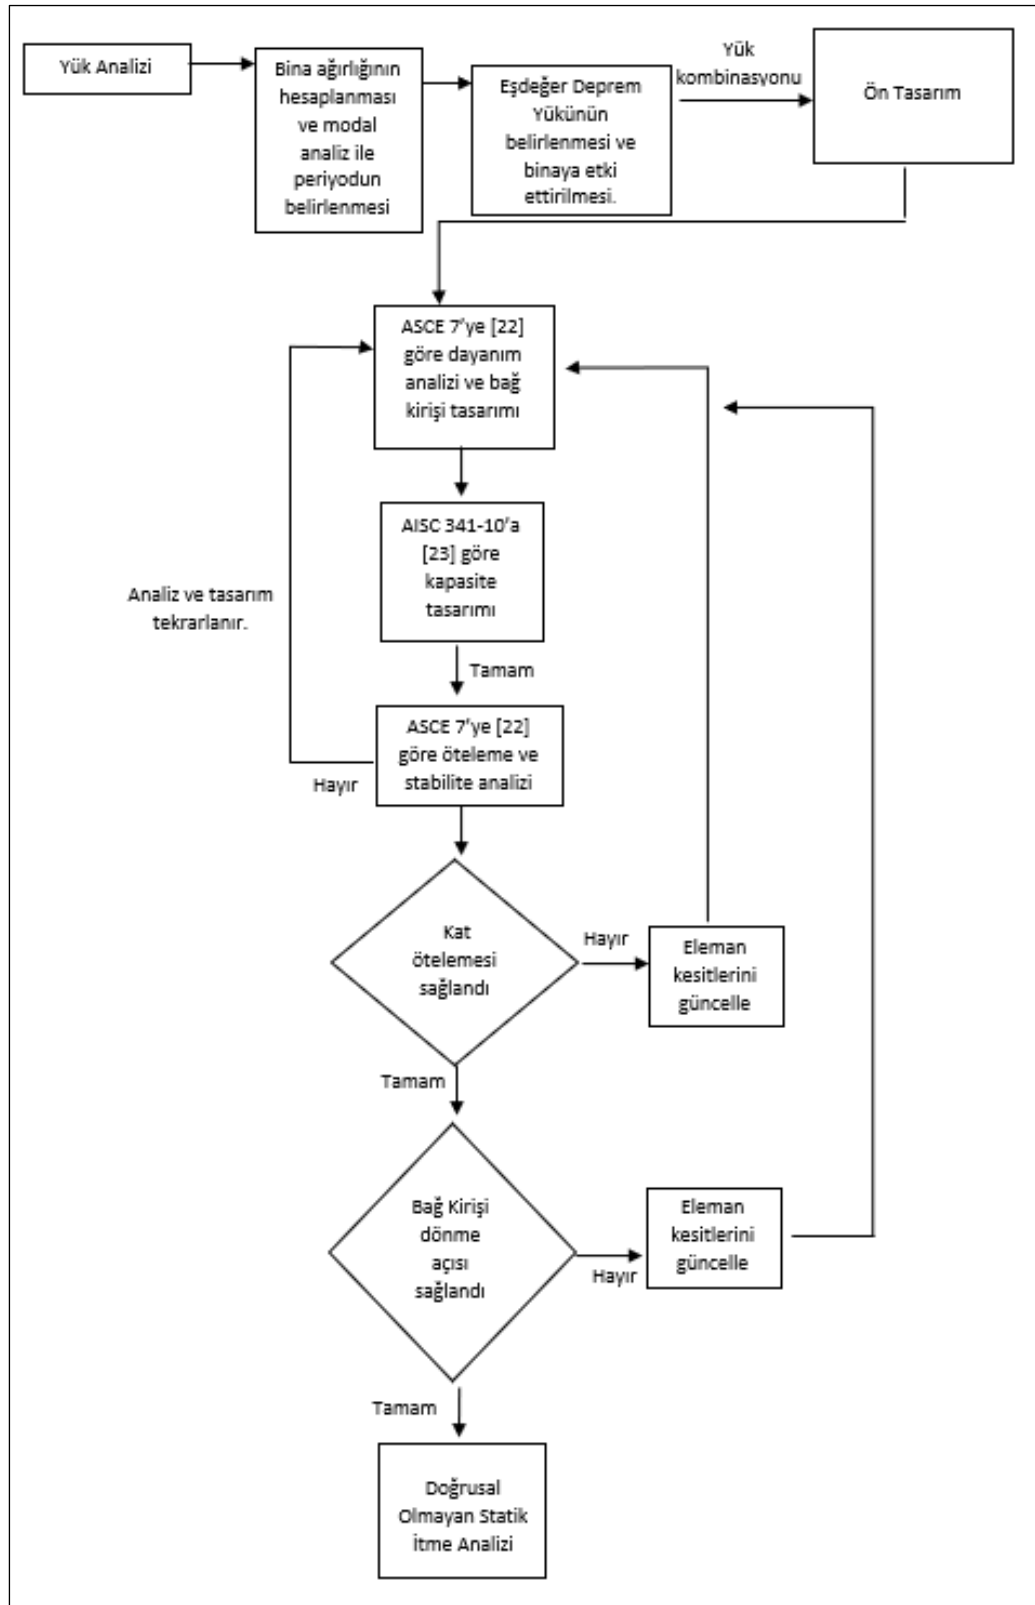 Yük Analizi
Bina ağırlığının
hesaplanması
ve modal
analiz ile
periyodun
belirlenmesi
Eşdeğer Deprem
Yükünün
belirlenmesi ve
binaya etki
ettirilmesi.
Yük
kombinasyonu
Ön Tasarım
ASCE 7'ye [22]
göre dayanım
analizi ve bağ
kirişi tasarımı
AISC 341-10'a
[23] göre
kapasite
tasarımı
Analiz ve tasarım
tekrarlanır.
Tamam
ASCE 7'ye [22]
göre öteleme ve
stabilite analizi
Hayır
Kat
ötelemesi
sağlandı
Hayır
Eleman
kesitlerini
güncelle
Tamam
Bağ Kirişi
dönme
açısı
sağlandı
Hayır
Eleman
kesitlerini
güncelle
Tamam
Doğrusal
Olmayan Statik
İtme Analizi